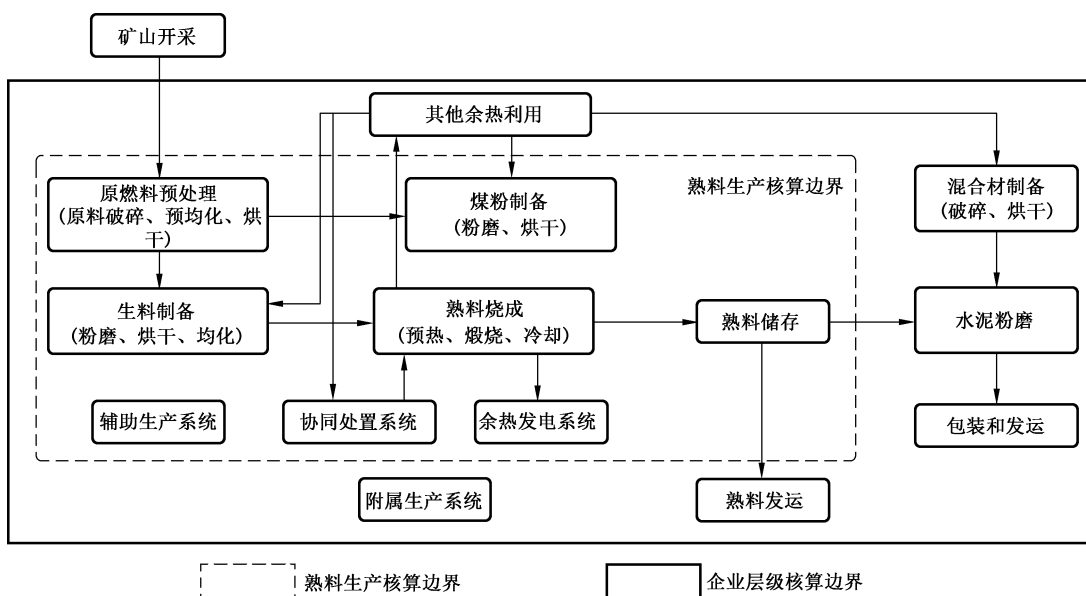 矿山开采
其他余热利用
熟料生产核算边界
原燃料预处理
(原料破碎、预均化、烘
干)
煤粉制备
(粉磨、烘干)
混合材制备
(破碎、烘干)
生料制备
(粉磨、烘干、均化)
熟料烧成
(预热、煅烧、冷却)
熟料储存
水泥粉磨
辅助生产系统
协同处置系统
余热发电系统
包装和发运
附属生产系统
熟料发运
熟料生产核算边界
企业层级核算边界